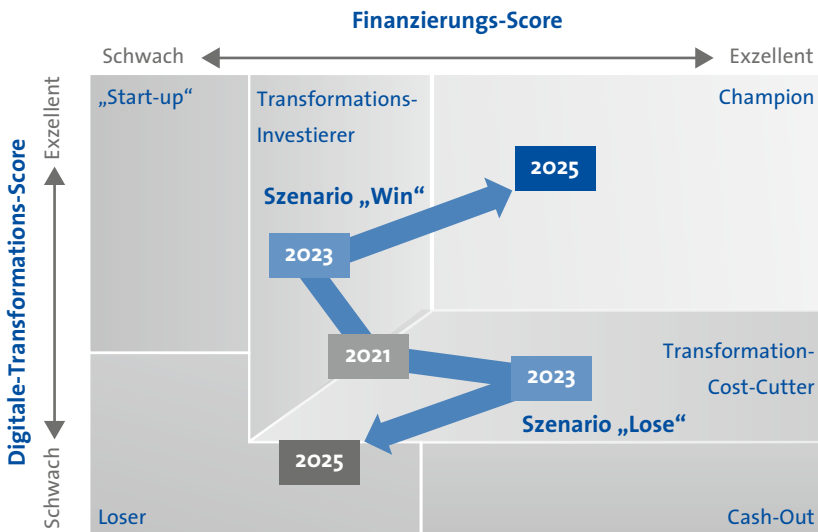 Finanzierungs-Score
Schwach
Exzellent
Digitale-Transformations-Score
Exzellent
Schwach
„Start-up“
Transformations-
Investierer
Champion
2025
Szenario „Win“
2023
2021
Transformation-
Cost-Cutter
2023
Szenario „Lose“
2025
Loser
Cash-Out